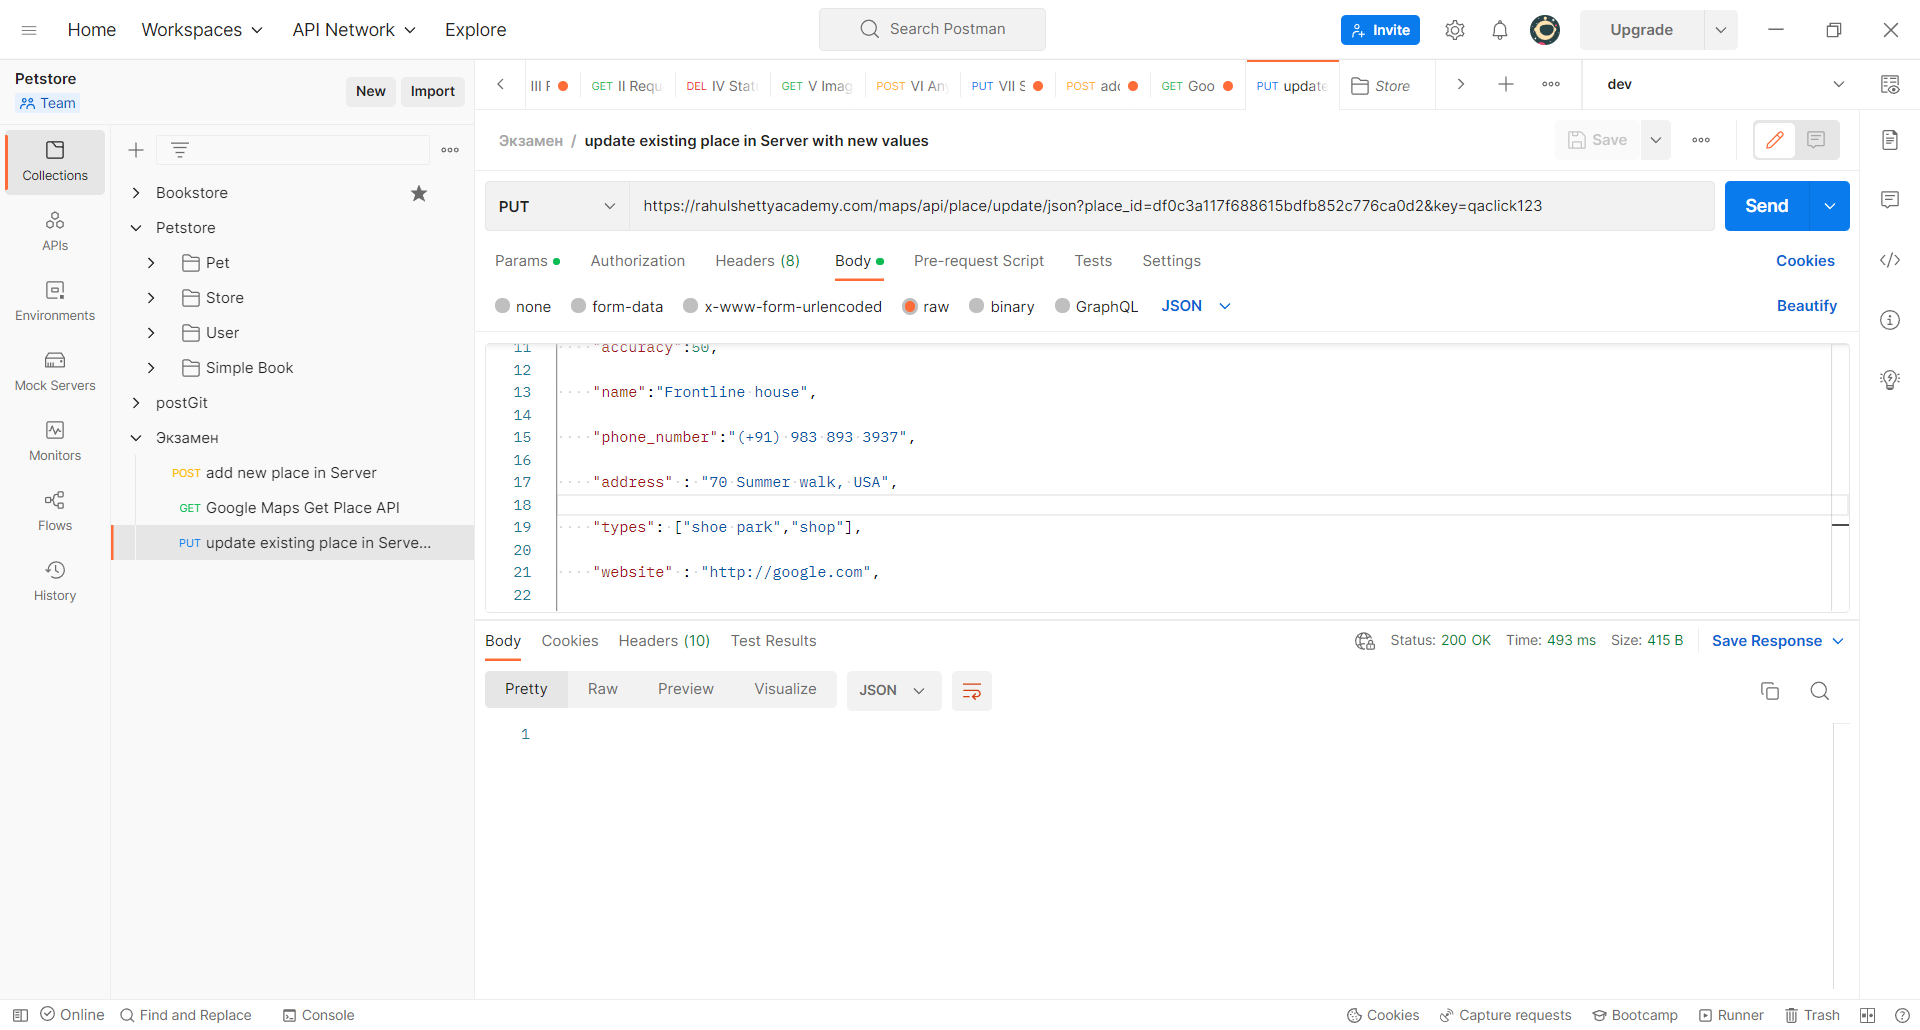 Home Workspaces API Network Explore Search Postman Invite Upgrade
Petstore
Team
New Import
GET II Requ DEL IV Stat GET V Imag POST VI An PUT VII S POST adc GET Goo PUT update Store dev
Collections
APIs
Environments
Mock Servers
Monitors
Flows
History
Bookstore
Petstore
Pet
Store
User
Simple Book
postGit
Экзамен
POST add new place in Server
GET Google Maps Get Place API
PUT update existing place in Serve...
Экзамен / update existing place in Server with new values Save
PUT https://rahulshettyacademy.com/maps/api/place/update/json?place_id=df0c3a117f688615bdfb852c776ca0d2&key=qaclick123 Send
Params Authorization Headers (8) Body Pre-request Script Tests Settings Cookies
none form-data x-www-form-urlencoded raw binary GraphQL JSON Beautify
11 "accuracy":50,
12
13 "name":"Frontline house",
14
15 "phone_number":"(+91) 983 893 3937",
16
17 "address" : "70 Summer walk, USA",
18
19 "types": ["shoe park","shop"],
20
21 "website" : "http://google.com",
22
Body Cookies Headers (10) Test Results Status: 200 OK Time: 493 ms Size: 415 B Save Response
Pretty Raw Preview Visualize JSON
1
Online Find and Replace Console Cookies Capture requests Bootcamp Runner Trash